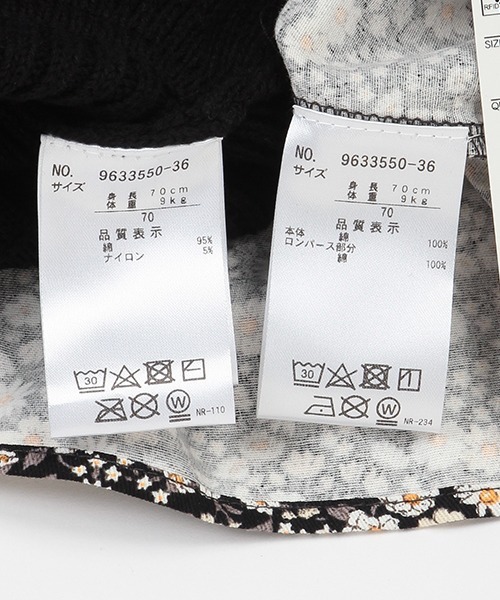 NO. 9633550-36
サイズ
身長 70cm
体重 9kg
70
品質表示
綿 95%
ナイロン 5%
30
W
NR-110
NO. 9633550-36
サイズ
身長 70cm
体重 9kg
70
品質表示
本体
綿 100%
ロンパース部分
綿 100%
30
W
NR-234
RFID